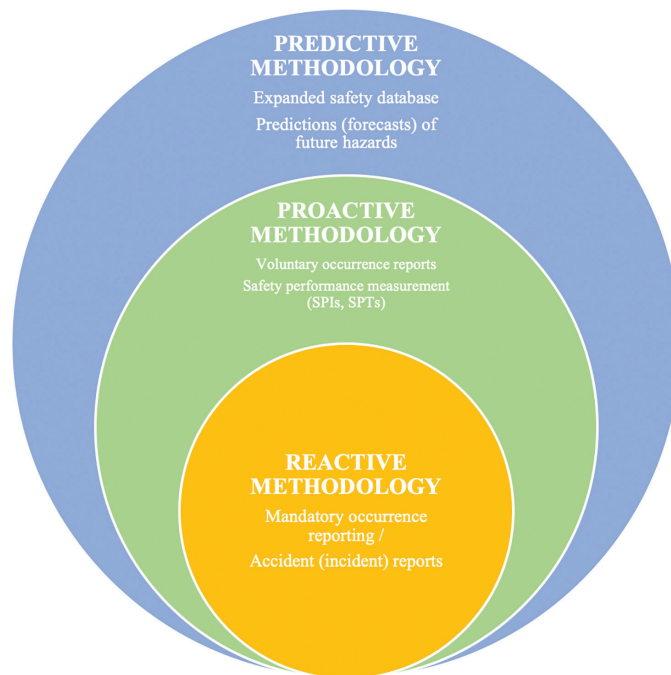 PREDICTIVE
METHODOLOGY
Expanded safety database
Predictions (forecasts) of
future hazards
PROACTIVE
METHODOLOGY
Voluntary occurrence reports
Safety performance measurement
(SPIs, SPTs)
REACTIVE
METHODOLOGY
Mandatory occurrence
reporting /
Accident (incident) reports